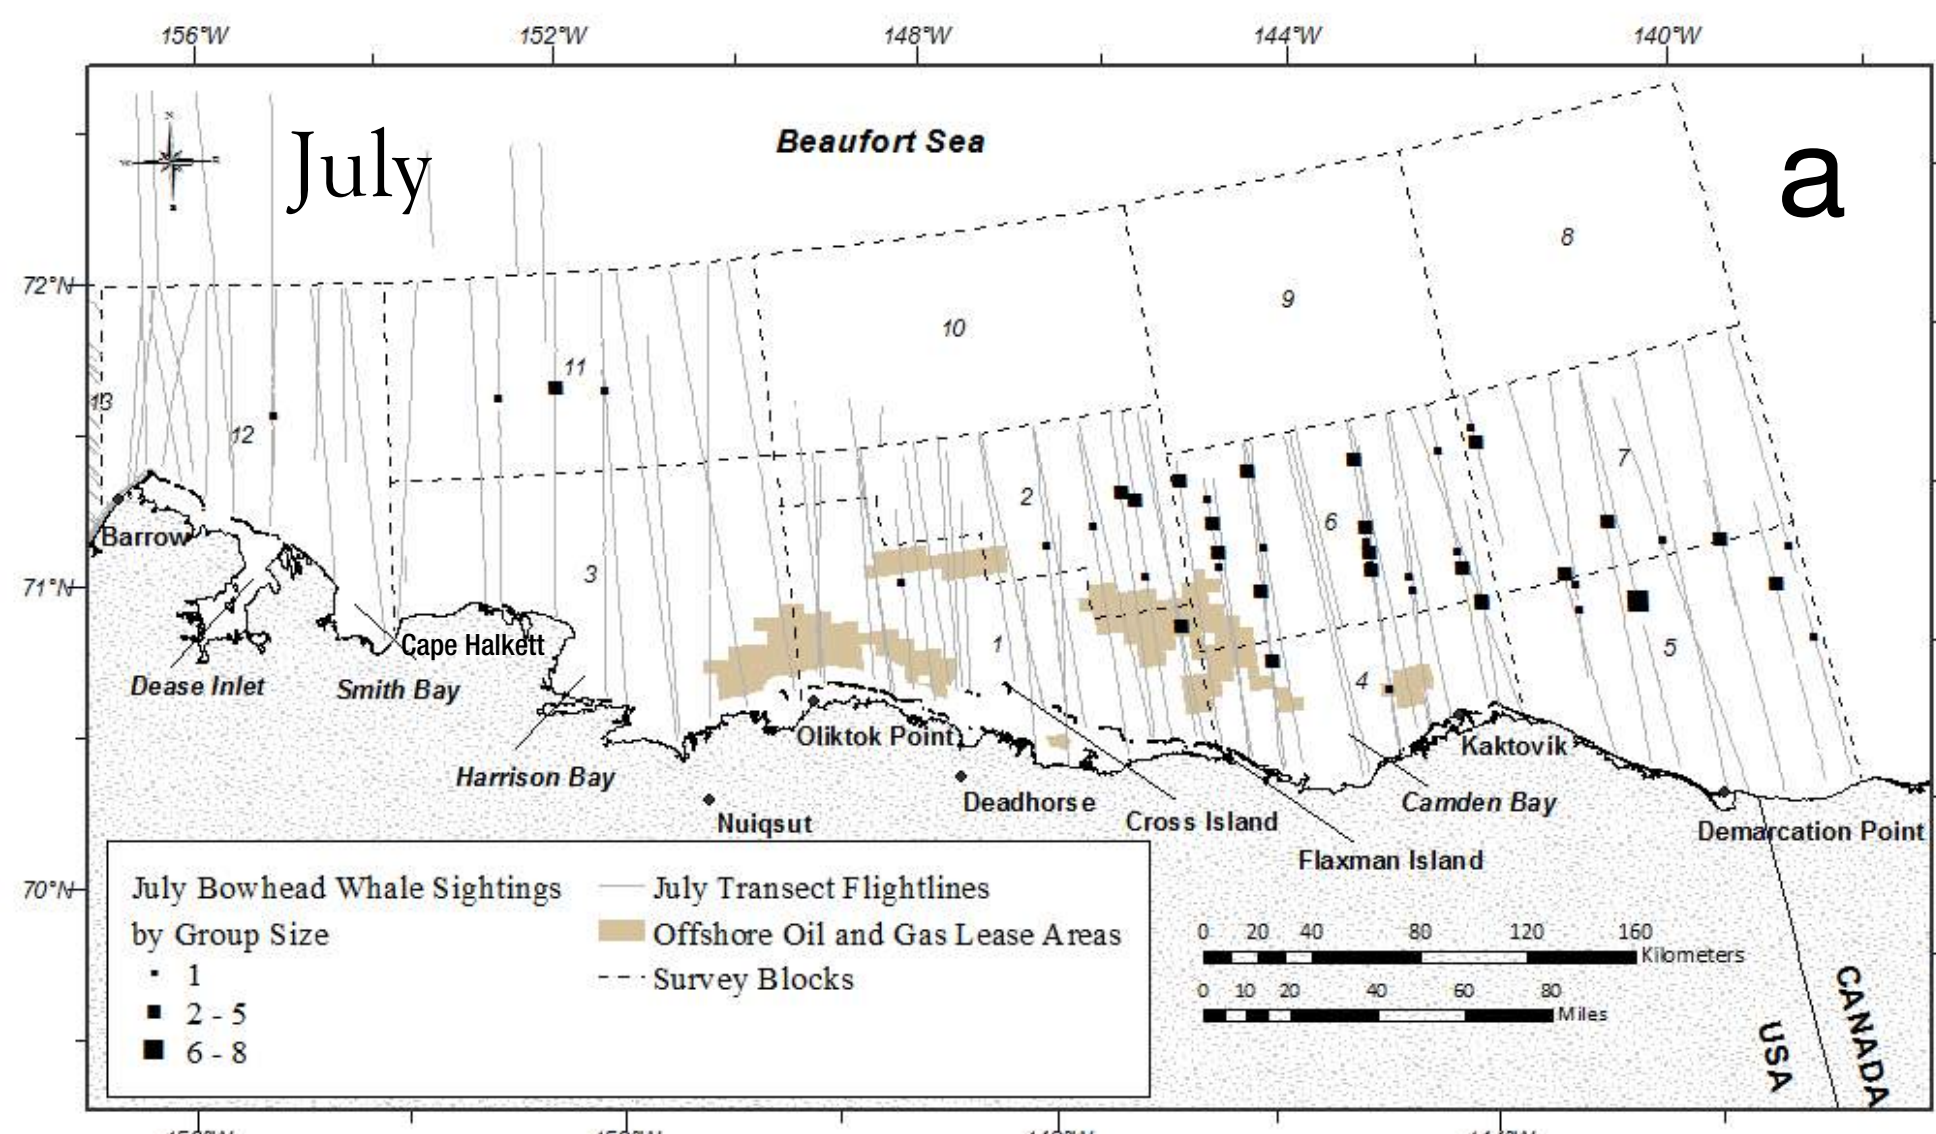 156°W 152°W 148°W 144°W 140°W
July
Beaufort Sea
a
8
72°N
9
10
11
13
12
7
2
6
Barrow
71°N
3
1
5
Cape Halkett
4
Dease Inlet
Smith Bay
Oliktok Point
Kaktovik
Harrison Bay
Deadhorse
Camden Bay
Nuiqsut
Cross Island
Demarcation Point
Flaxman Island
70°N
July Bowhead Whale Sightings
by Group Size
1
2 - 5
6 - 8
July Transect Flightlines
Offshore Oil and Gas Lease Areas
Survey Blocks
0 20 40 80 120 160
Kilometers
0 10 20 40 60 80
Miles
USA
CANADA